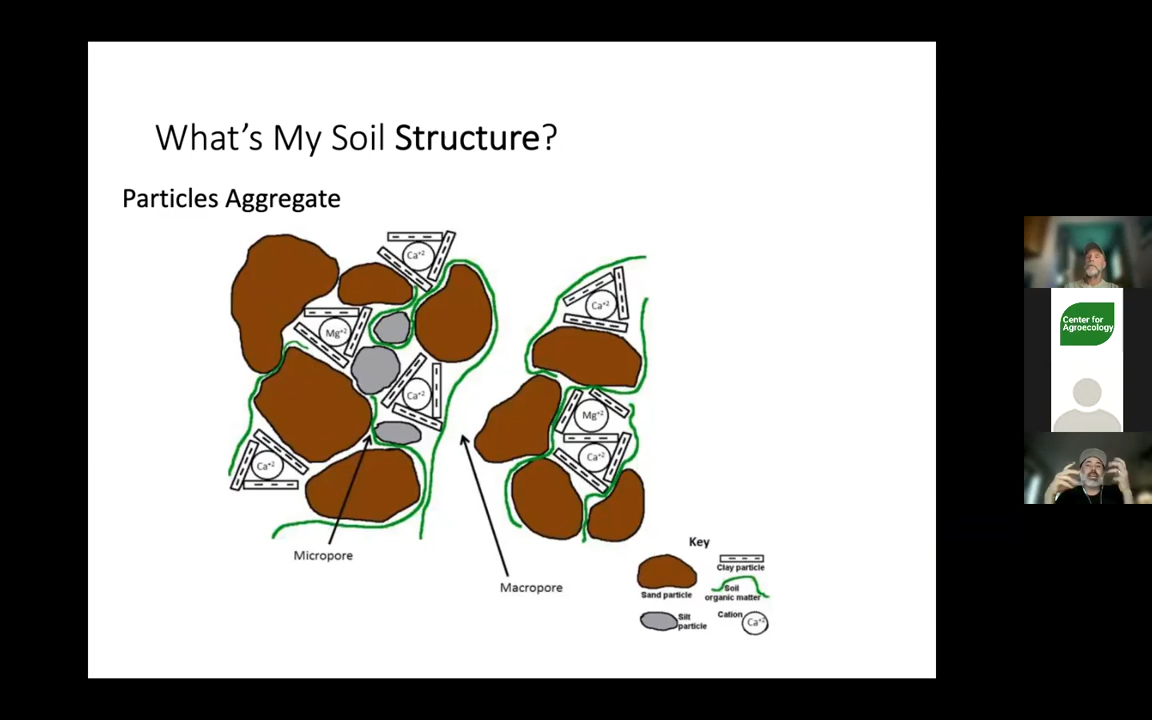 What's My Soil Structure?
Particles Aggregate
Ca+2
Ca+2
Mg+2
Ca+2
Mg+2
Ca+2
Ca+2
Micropore
Macropore
Key
Sand particle
Clay particle
Soil
organic matter
Silt
particle
Cation
Ca+2
Center for
Agroecology